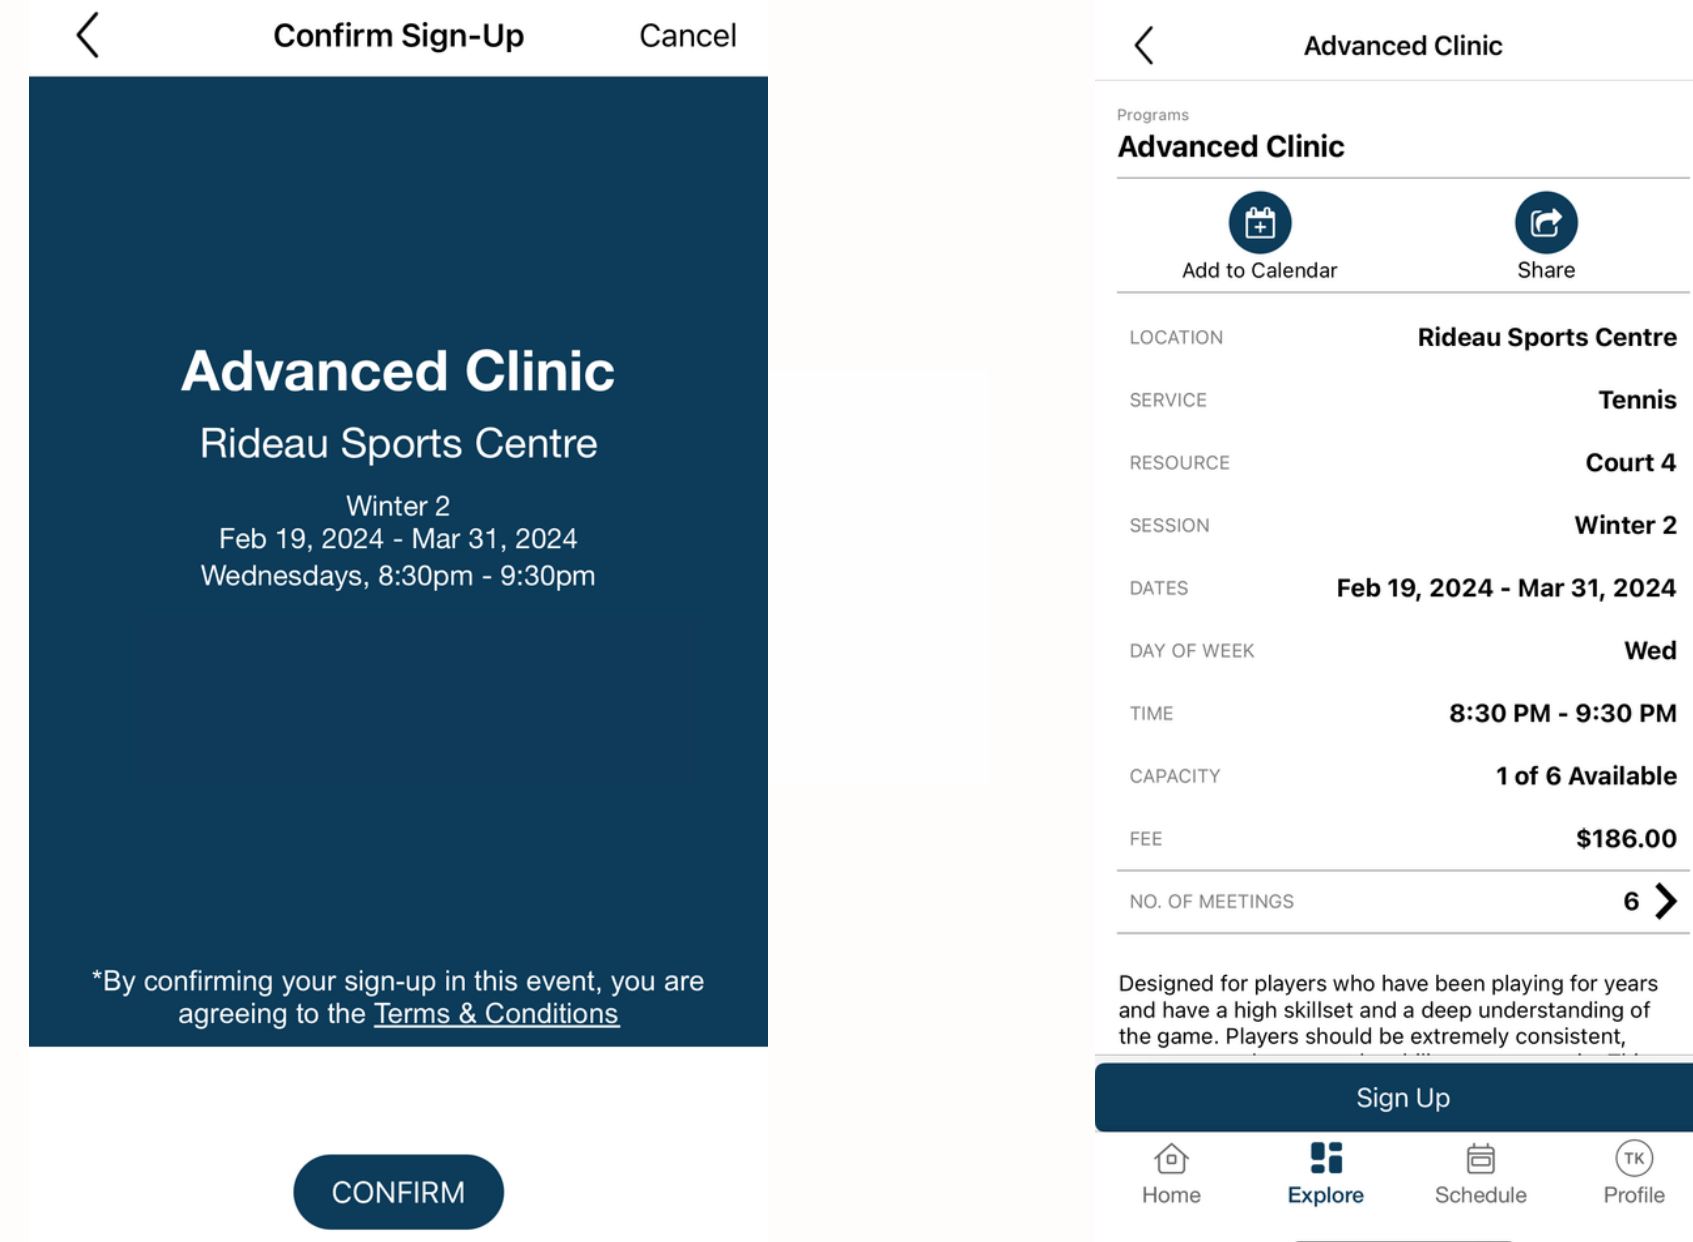 Confirm Sign-Up
Cancel
Advanced Clinic
Rideau Sports Centre
Winter 2
Feb 19, 2024 - Mar 31, 2024
Wednesdays, 8:30pm - 9:30pm
*By confirming your sign-up in this event, you are
agreeing to the Terms & Conditions
CONFIRM
Advanced Clinic
Programs
Advanced Clinic
Add to Calendar
Share
LOCATION Rideau Sports Centre
SERVICE Tennis
RESOURCE Court 4
SESSION Winter 2
DATES Feb 19, 2024 - Mar 31, 2024
DAY OF WEEK Wed
TIME 8:30 PM - 9:30 PM
CAPACITY 1 of 6 Available
FEE $186.00
NO. OF MEETINGS 6
Designed for players who have been playing for years
and have a high skillset and a deep understanding of
the game. Players should be extremely consistent,
Sign Up
Home
Explore
Schedule
TK
Profile